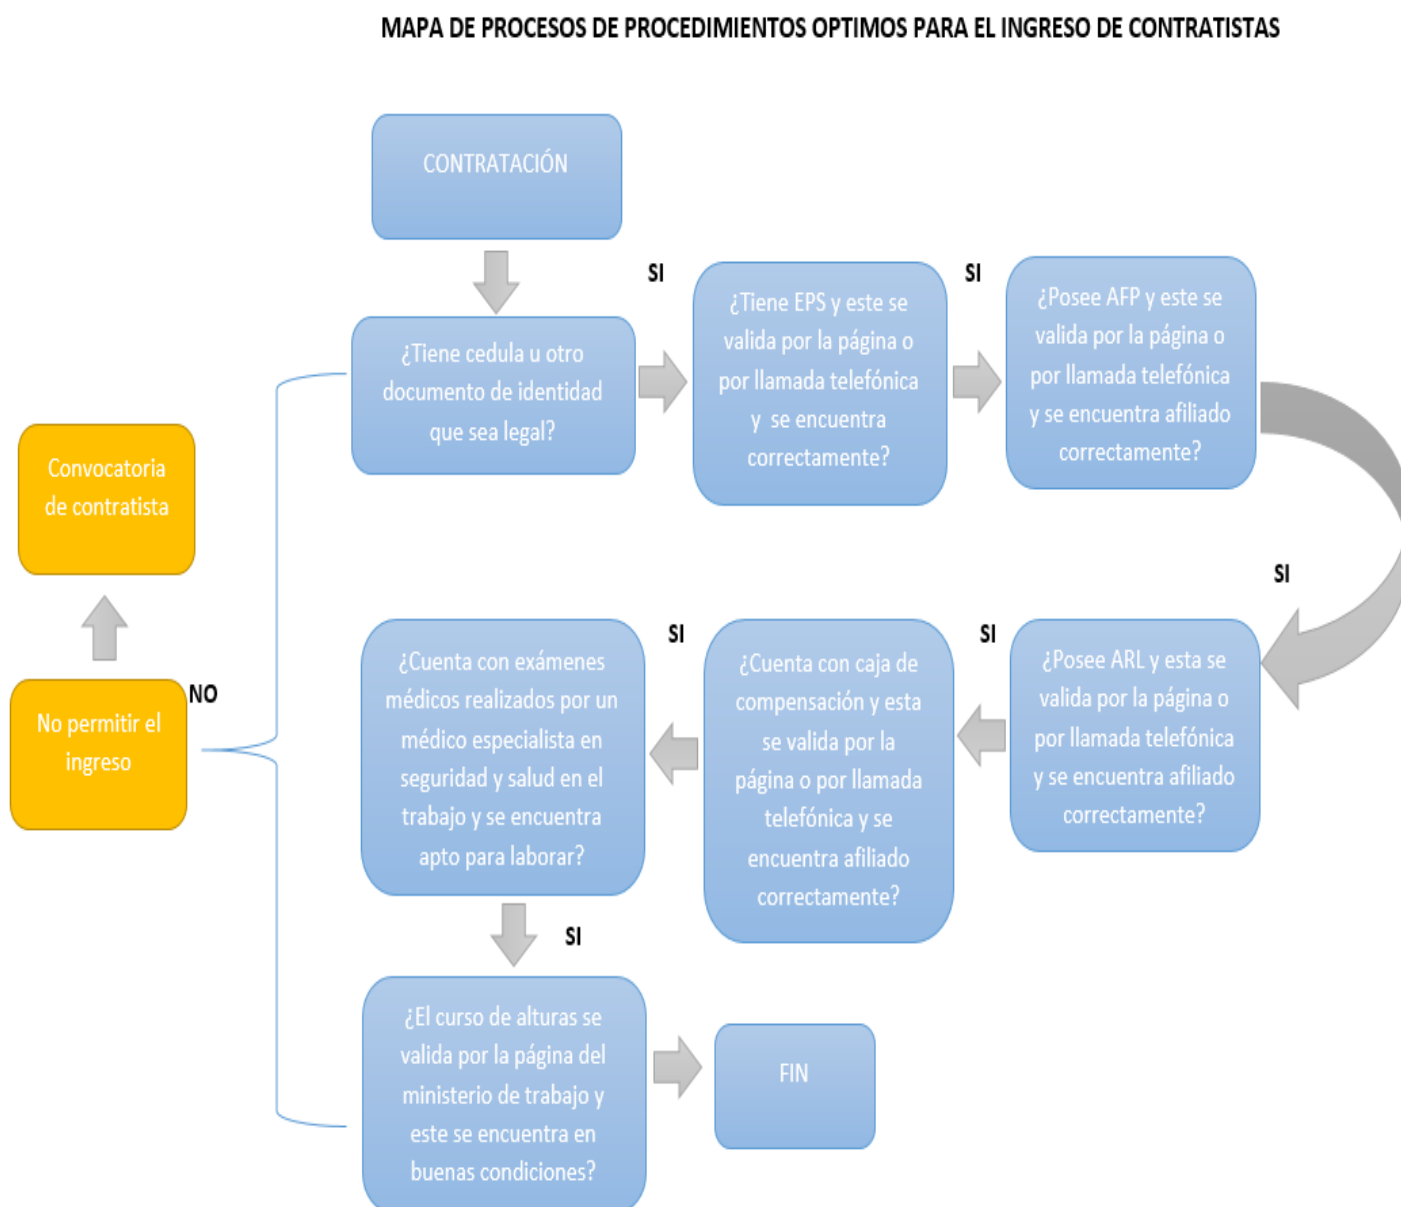 MAPA DE PROCESOS DE PROCEDIMIENTOS OPTIMOS PARA EL INGRESO DE CONTRATISTAS
CONTRATACIÓN
¿Tiene cedula u otro
documento de identidad
que sea legal?
SI
¿Tiene EPS y este se
valida por la página o
por llamada telefónica
y se encuentra
correctamente?
SI
¿Posee AFP y este se
valida por la página o
por llamada telefónica
y se encuentra afiliado
correctamente?
SI
¿Posee ARL y esta se
valida por la página o
por llamada telefónica
y se encuentra afiliado
correctamente?
SI
¿Cuenta con caja de
compensación y esta
se valida por la
página o por llamada
telefónica y se
encuentra afiliado
correctamente?
SI
¿Cuenta con exámenes
médicos realizados por un
médico especialista en
seguridad y salud en el
trabajo y se encuentra
apto para laborar?
SI
¿El curso de alturas se
valida por la página del
ministerio de trabajo y
este se encuentra en
buenas condiciones?
FIN
NO
No permitir el
ingreso
Convocatoria
de contratista